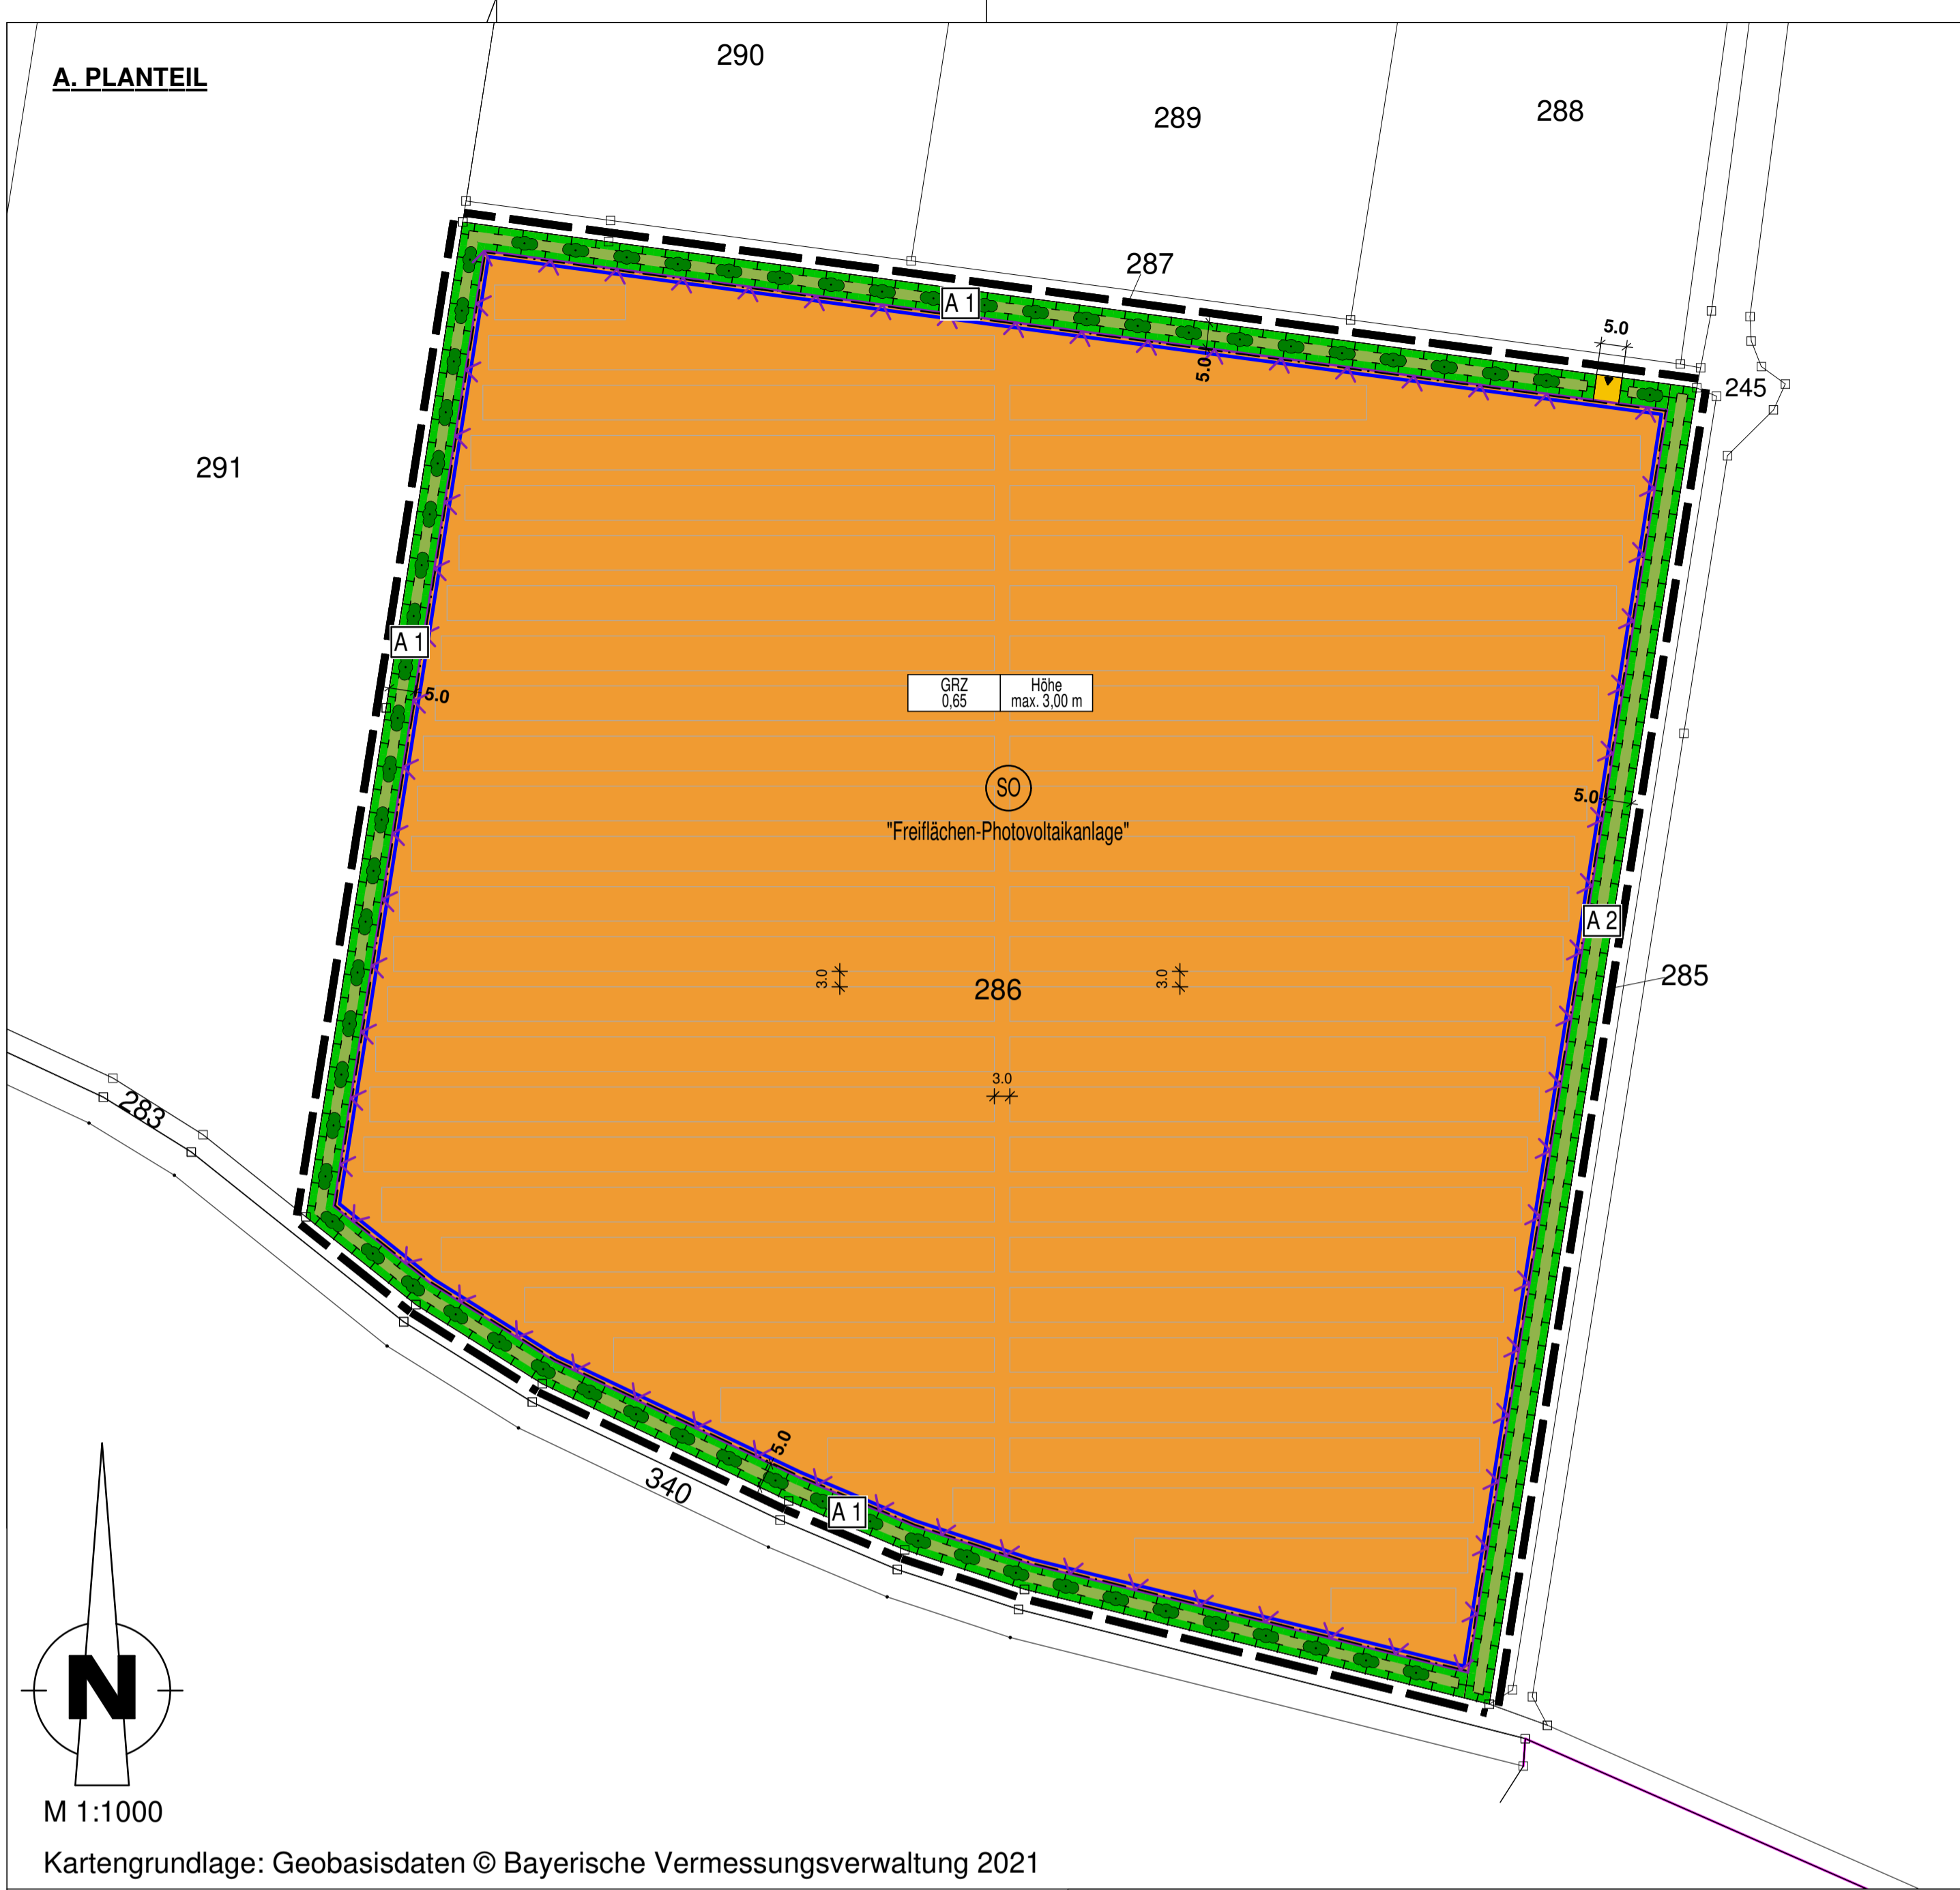 A. PLANTEIL
290
289
288
287
5.0
245
A 1
5.0
291
A 1
5.0
GRZ
0,65
Höhe
max. 3,00 m
SO
"Freiflächen-Photovoltaikanlage"
5.0
A 2
3.0
286
3.0
285
3.0
283
5.0
340
A 1
N
M 1:1000
Kartengrundlage: Geobasisdaten © Bayerische Vermessungsverwaltung 2021